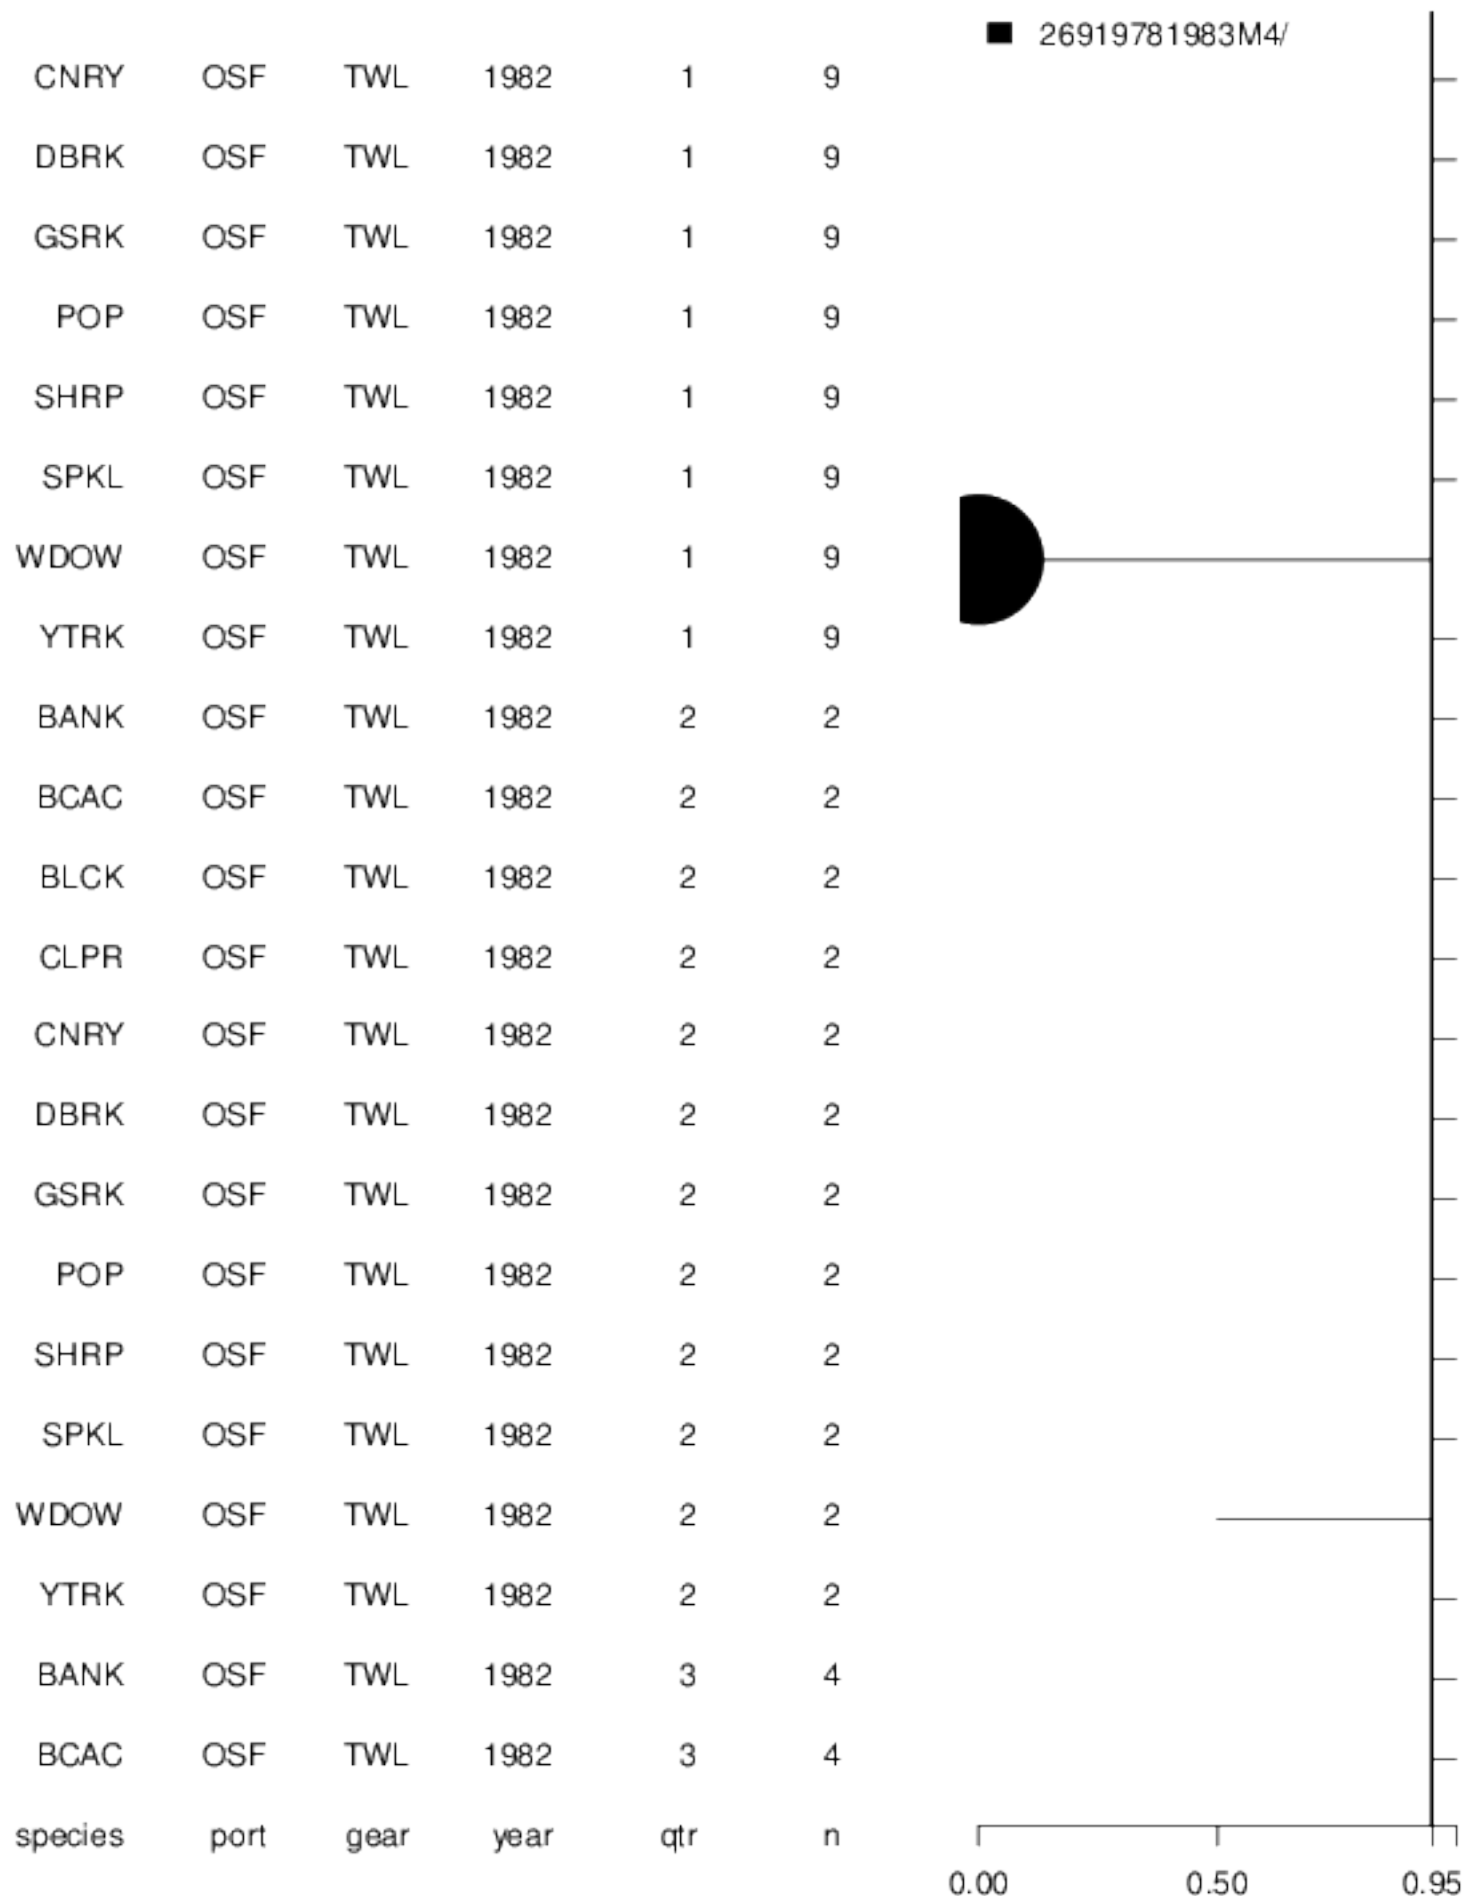 26919781983M4/
CNRY OSF TWL 1982 1 9
DBRK OSF TWL 1982 1 9
GSRK OSF TWL 1982 1 9
POP OSF TWL 1982 1 9
SHRP OSF TWL 1982 1 9
SPKL OSF TWL 1982 1 9
WDOW OSF TWL 1982 1 9
YTRK OSF TWL 1982 1 9
BANK OSF TWL 1982 2 2
BCAC OSF TWL 1982 2 2
BLCK OSF TWL 1982 2 2
CLPR OSF TWL 1982 2 2
CNRY OSF TWL 1982 2 2
DBRK OSF TWL 1982 2 2
GSRK OSF TWL 1982 2 2
POP OSF TWL 1982 2 2
SHRP OSF TWL 1982 2 2
SPKL OSF TWL 1982 2 2
WDOW OSF TWL 1982 2 2
YTRK OSF TWL 1982 2 2
BANK OSF TWL 1982 3 4
BCAC OSF TWL 1982 3 4
species port gear year qtr n
0.00 0.50 0.95